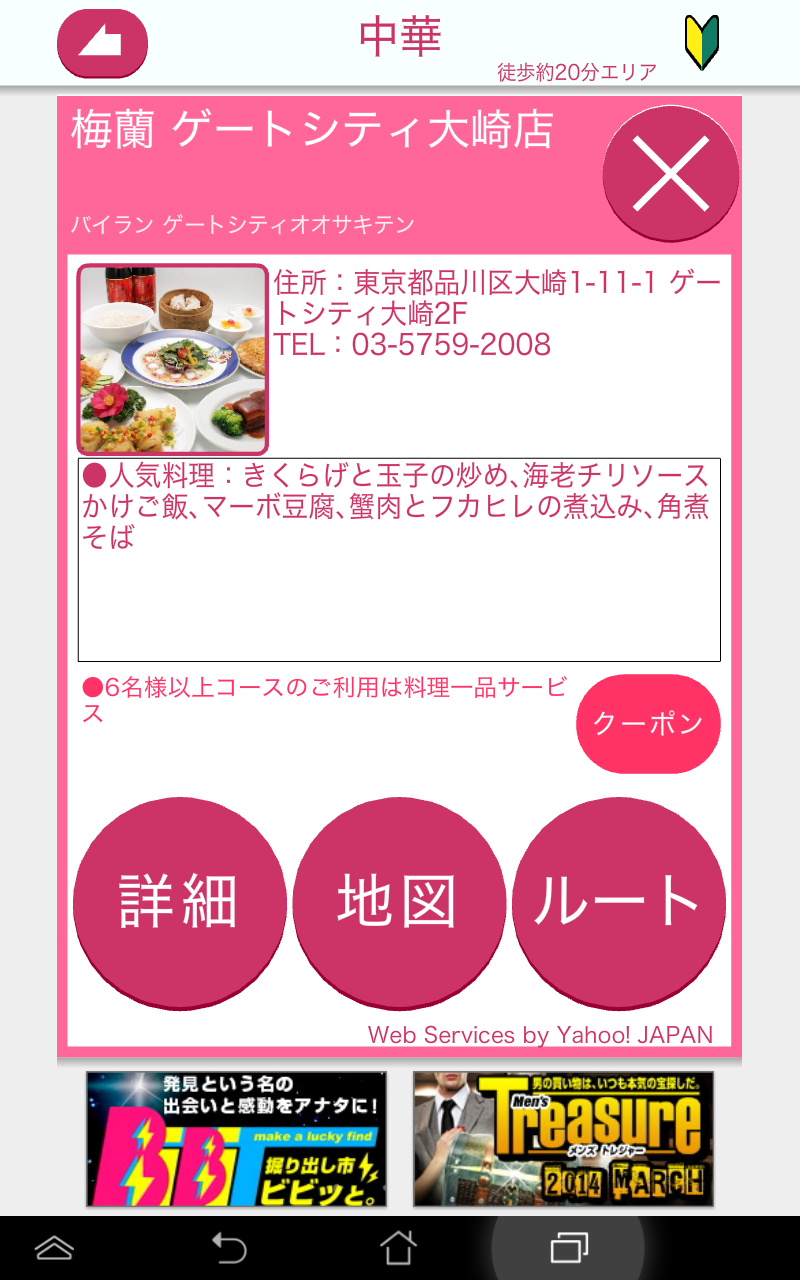 中華
徒歩約20分エリア
梅蘭 ゲートシティ大崎店
バイラン ゲートシティオオサキテン
住所：東京都品川区大崎1-11-1 ゲー
トシティ大崎2F
TEL：03-5759-2008
●人気料理：きくらげと玉子の炒め、海老チリソース
かけご飯、マーボ豆腐、蟹肉とフカヒレの煮込み、角煮
そば
●6名様以上コースのご利用は料理一品サービ
ス
クーポン
詳細
地図
ルート
Web Services by Yahoo! JAPAN
発見という名の
出会いと感動をアナタに！
BBT
make a lucky find
掘り出し市
ビビッと。
男の買い物は、いつも本気の宝探しだ。
Men's
Treasure
メンズ トレジャー
2014 MARCH